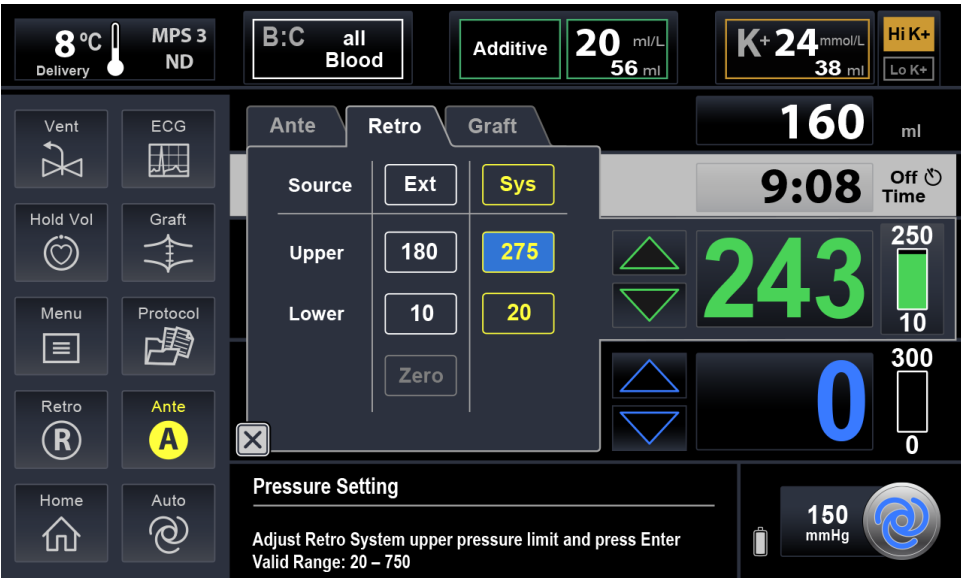 8 °C
Delivery
MPS 3
ND
B:C all
Blood
Additive
20 ml/L
56 ml
K+ 24 mmol/L
38 ml
Hi K+
Lo K+
Vent
ECG
Hold Vol
Graft
Menu
Protocol
Retro
R
Ante
A
Home
Auto
Ante Retro Graft
Source Ext Sys
Upper 180 275
Lower 10 20
Zero
160 ml
9:08 Off
Time
243
250
10
0
300
0
Pressure Setting
Adjust Retro System upper pressure limit and press Enter
Valid Range: 20 – 750
150
mmHg